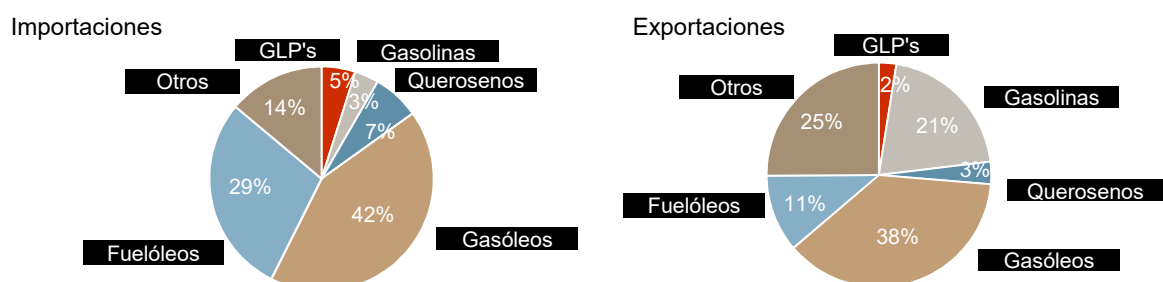 Importaciones
GLP's
Gasolinas
Querosenos
Otros
5%
3%
14%
7%
29%
42%
Gasóleos
Fuelóleos
Exportaciones
GLP's
Otros
Gasolinas
2%
25%
21%
3%
Querosenos
Fuelóleos
11%
38%
Gasóleos